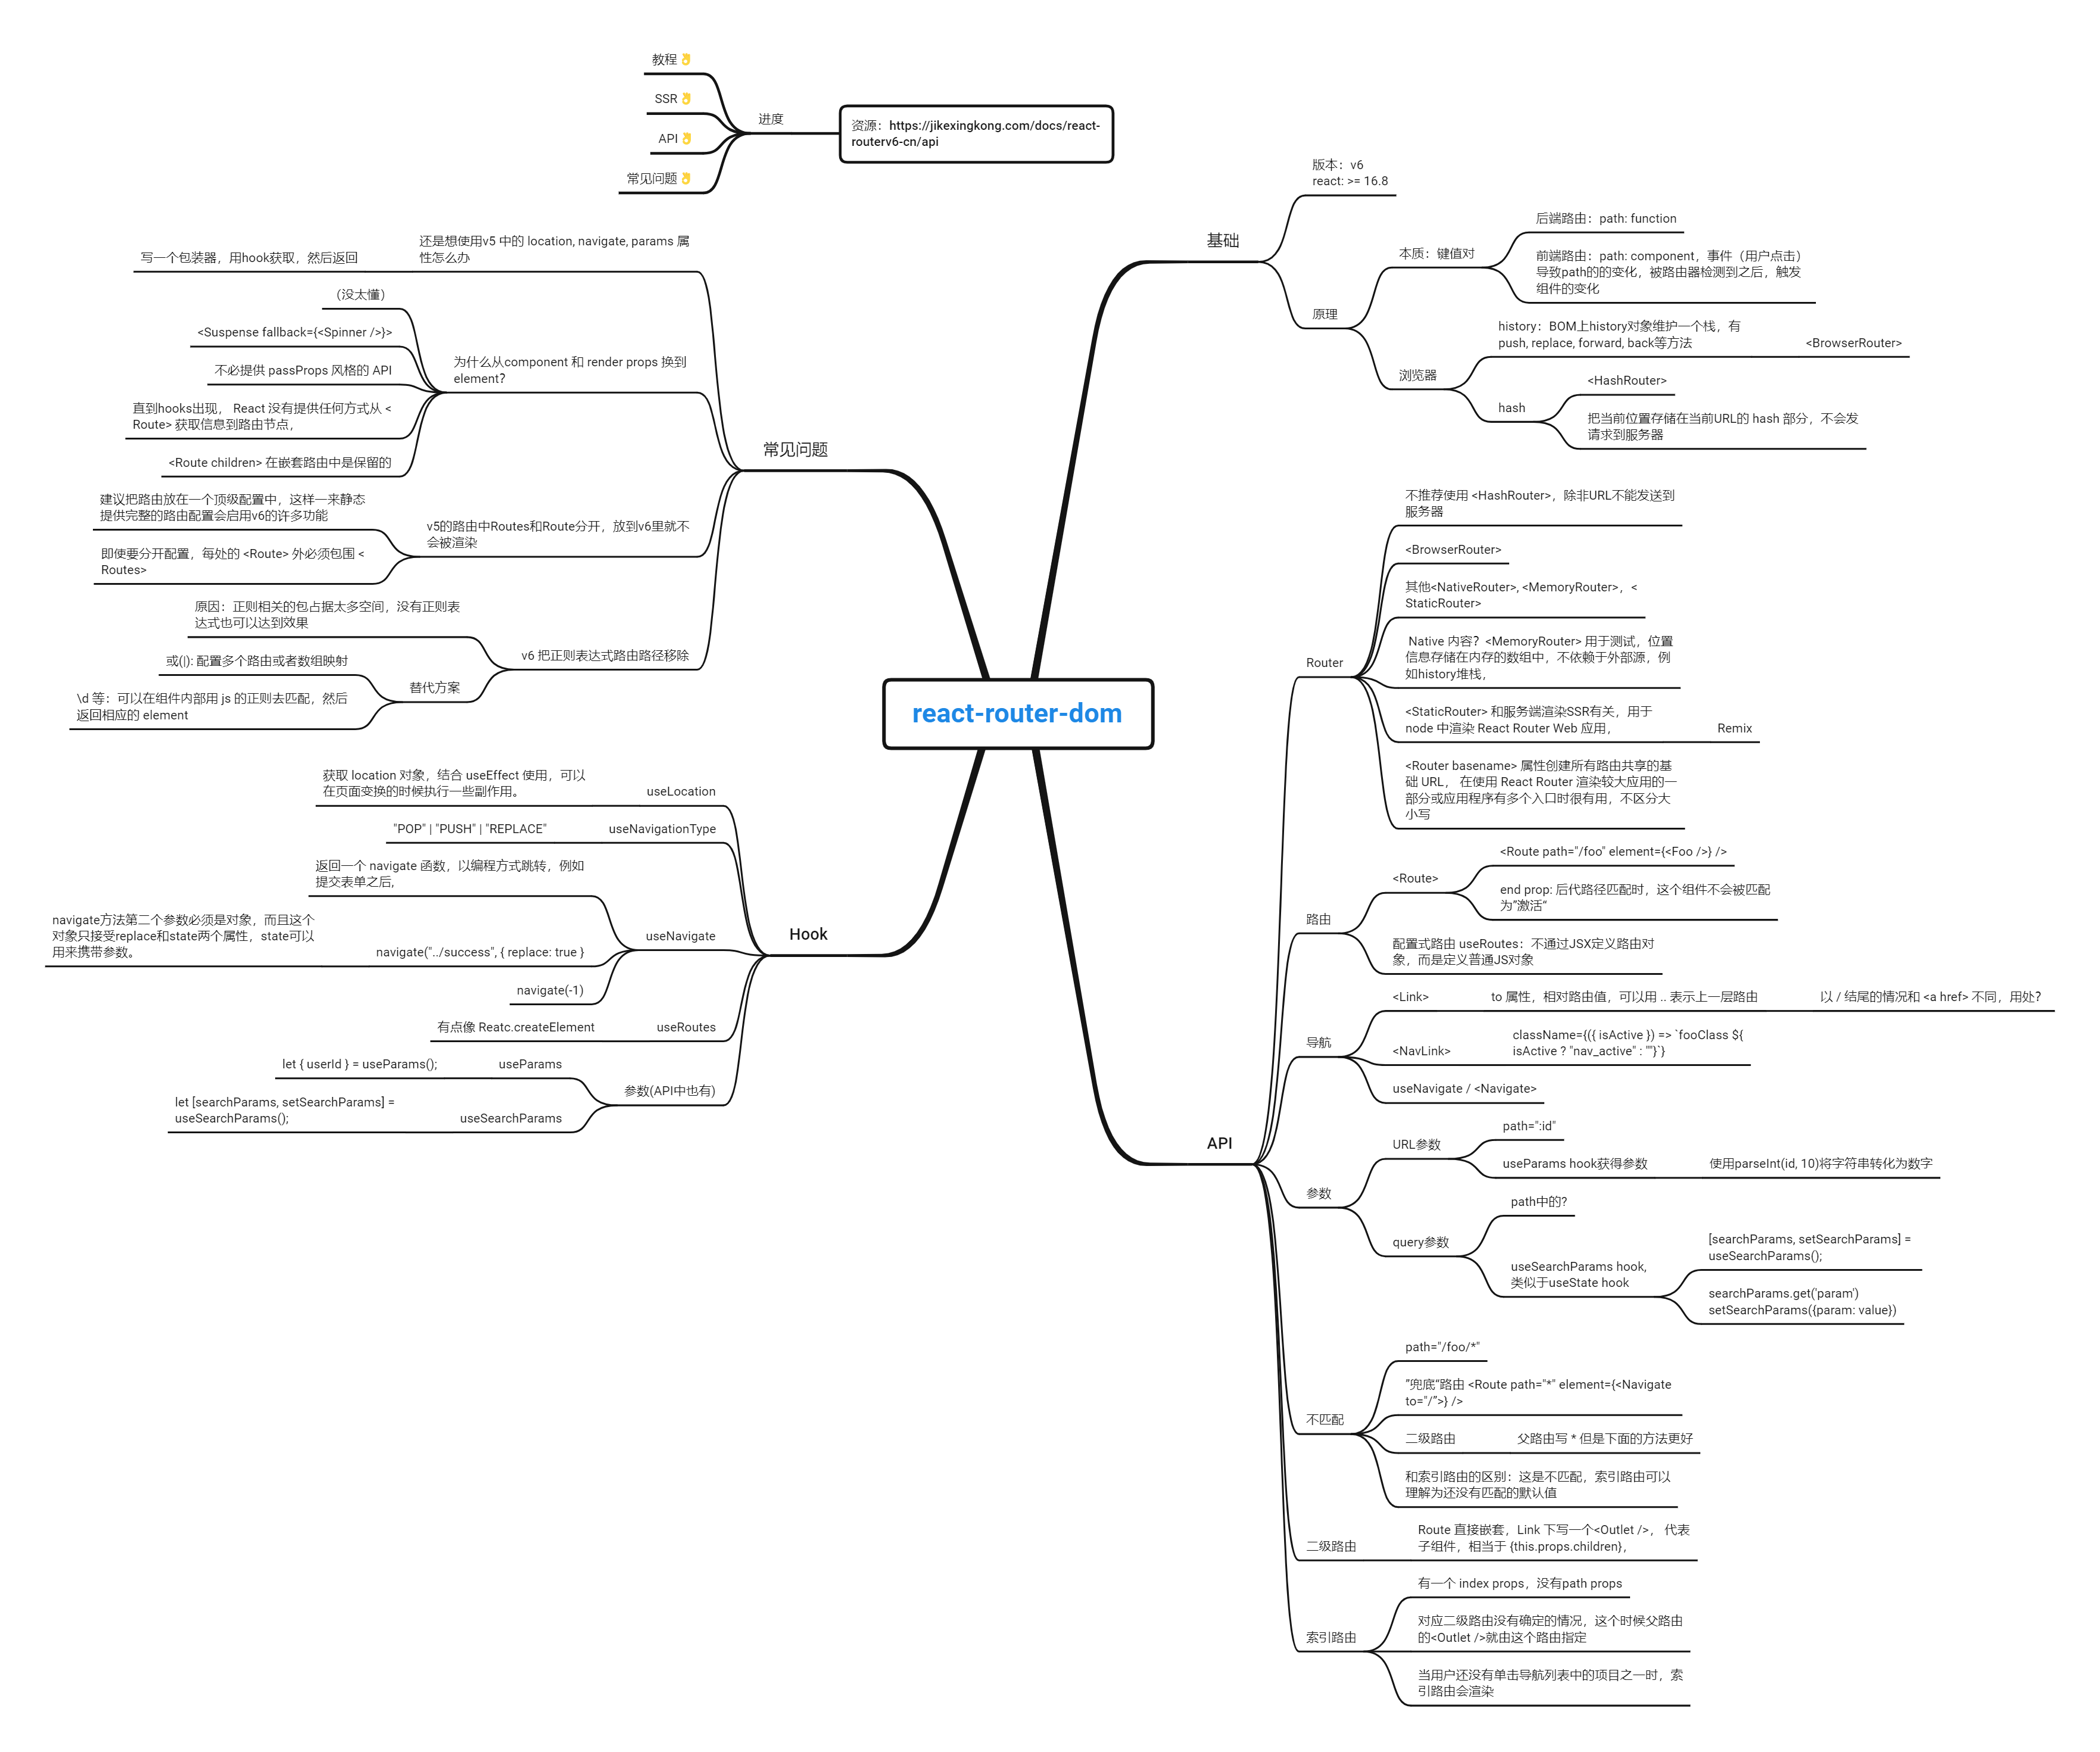 教程👌
SSR👌
API👌
常见问题👌
进度
资源：https://jikexingkong.com/docs/react-
routerv6-cn/api
react-router-dom
基础
版本：v6
react: >= 16.8
原理
本质：键值对
后端路由：path: function
前端路由：path: component，事件（用户点击）
导致path的的变化，被路由器检测到之后，触发
组件的变化
浏览器
history：BOM上history对象维护一个栈，有
push, replace, forward, back等方法
<BrowserRouter>
hash
<HashRouter>
把当前位置存储在当前URL的 hash 部分，不会发
请求到服务器
API
Router
不推荐使用 <HashRouter>，除非URL不能发送到
服务器
<BrowserRouter>
其他<NativeRouter>, <MemoryRouter>，<
StaticRouter>
Native 内容？<MemoryRouter> 用于测试，位置
信息存储在内存的数组中，不依赖于外部源，例
如history堆栈，
<StaticRouter> 和服务端渲染SSR有关，用于
node 中渲染 React Router Web 应用，
Remix
<Router basename> 属性创建所有路由共享的基
础 URL， 在使用 React Router 渲染较大应用的一
部分或应用程序有多个入口时很有用，不区分大
小写
路由
<Route>
<Route path="/foo" element={<Foo />} />
end prop: 后代路径匹配时，这个组件不会被匹配
为”激活“
配置式路由 useRoutes：不通过JSX定义路由对
象，而是定义普通JS对象
导航
<Link>
to 属性，相对路由值，可以用 .. 表示上一层路由
以 / 结尾的情况和 <a href> 不同，用处？
<NavLink>
className={({ isActive }) => `fooClass ${
isActive ? "nav_active" : ""}`}
useNavigate / <Navigate>
参数
URL参数
path=":id"
useParams hook获得参数
使用parseInt(id, 10)将字符串转化为数字
query参数
path中的?
useSearchParams hook,
类似于useState hook
[searchParams, setSearchParams] =
useSearchParams();
searchParams.get('param')
setSearchParams({param: value})
不匹配
path="/foo/*"
”兜底“路由 <Route path="*" element={<Navigate
to="/”>} />
二级路由
父路由写 * 但是下面的方法更好
和索引路由的区别：这是不匹配，索引路由可以
理解为还没有匹配的默认值
二级路由
Route 直接嵌套，Link 下写一个<Outlet />， 代表
子组件，相当于 {this.props.children}，
索引路由
有一个 index props，没有path props
对应二级路由没有确定的情况，这个时候父路由
的<Outlet />就由这个路由指定
当用户还没有单击导航列表中的项目之一时，索
引路由会渲染
常见问题
还是想使用v5 中的 location, navigate, params 属
性怎么办
写一个包装器，用hook获取，然后返回
为什么从component 和 render props 换到
element？
（没太懂）
<Suspense fallback={<Spinner />}>
不必提供 passProps 风格的 API
直到hooks出现， React 没有提供任何方式从 <
Route> 获取信息到路由节点，
<Route children> 在嵌套路由中是保留的
v5的路由中Routes和Route分开，放到v6里就不
会被渲染
建议把路由放在一个顶级配置中，这样一来静态
提供完整的路由配置会启用v6的许多功能
即使要分开配置，每处的 <Route> 外必须包围 <
Routes>
v6 把正则表达式路由路径移除
原因：正则相关的包占据太多空间，没有正则表
达式也可以达到效果
替代方案
或(|): 配置多个路由或者数组映射
\d 等：可以在组件内部用 js 的正则去匹配，然后
返回相应的 element
Hook
useLocation
获取 location 对象，结合 useEffect 使用，可以
在页面变换的时候执行一些副作用。
useNavigationType
"POP" | "PUSH" | "REPLACE"
useNavigate
返回一个 navigate 函数，以编程方式跳转，例如
提交表单之后,
navigate("../success", { replace: true }
navigate方法第二个参数必须是对象，而且这个
对象只接受replace和state两个属性，state可以
用来携带参数。
navigate(-1)
useRoutes
有点像 Reatc.createElement
参数(API中也有)
useParams
let { userId } = useParams();
useSearchParams
let [searchParams, setSearchParams] =
useSearchParams();